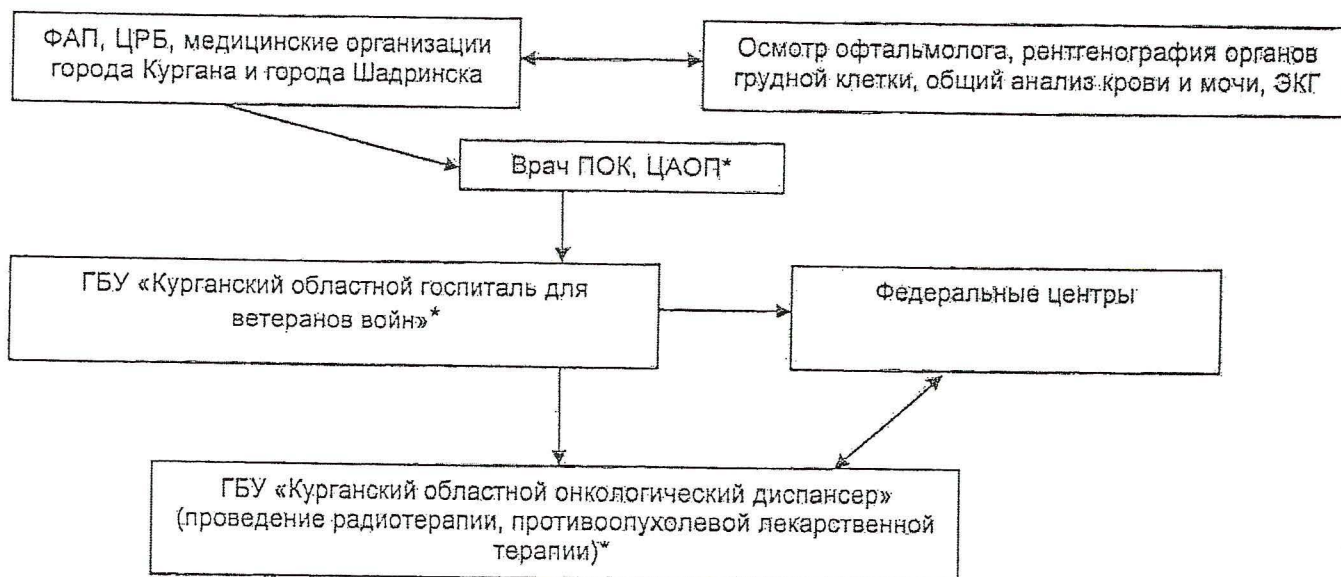 ФАП, ЦРБ, медицинские организации
города Кургана и города Шадринска
Осмотр офтальмолога, рентгенография органов
грудной клетки, общий анализ крови и мочи, ЭКГ
Врач ПОК, ЦАОП*
ГБУ «Курганский областной госпиталь для
ветеранов войн»*
Федеральные центры
ГБУ «Курганский областной онкологический диспансер»
(проведение радиотерапии, противоопухолевой лекарственной
терапии)*